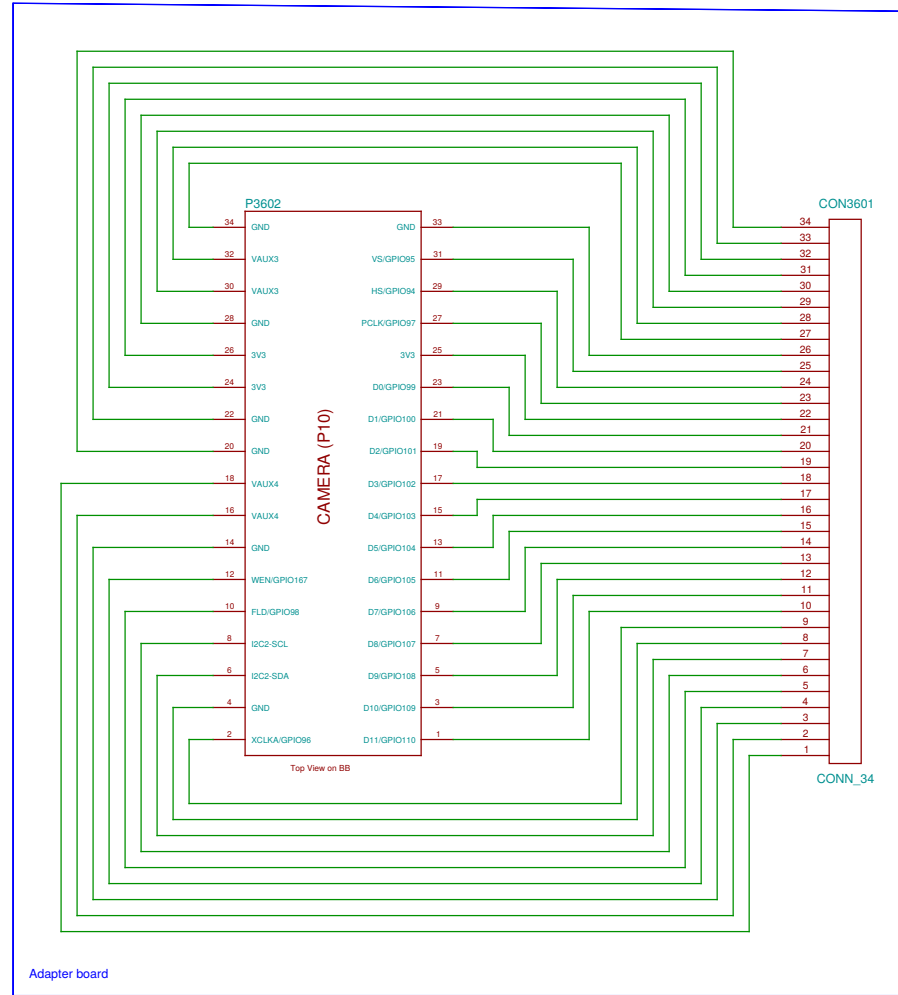 P3602
CON3601
34 GND GND 33
32 VAUX3 VS/GPIO95 31
30 VAUX3 HS/GPIO94 29
28 GND PCLK/GPIO97 27
26 3V3 3V3 25
24 3V3 D0/GPIO99 23
22 GND D1/GPIO100 21
20 GND D2/GPIO101 19
18 VAUX4 D3/GPIO102 17
16 VAUX4 D4/GPIO103 15
14 GND D5/GPIO104 13
12 WEN/GPIO167 D6/GPIO105 11
10 FLD/GPIO98 D7/GPIO106 9
8 I2C2-SCL D8/GPIO107 7
6 I2C2-SDA D9/GPIO108 5
4 GND D10/GPIO109 3
2 XCLKA/GPIO96 D11/GPIO110 1
CAMERA (P10)
Top View on BB
34
33
32
31
30
29
28
27
26
25
24
23
22
21
20
19
18
17
16
15
14
13
12
11
10
9
8
7
6
5
4
3
2
1
CONN_34
Adapter board